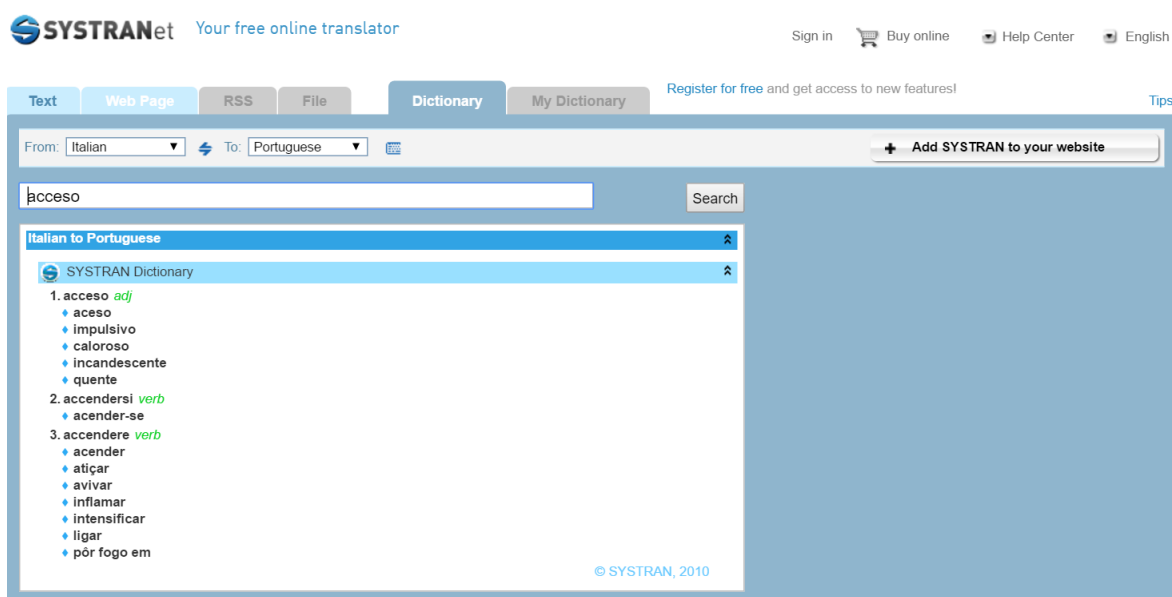 SYSTRANet Your free online translator
Sign in Buy online Help Center English
Register for free and get access to new features!
Text Web Page RSS File Dictionary My Dictionary
Tips
From: Italian To: Portuguese
+ Add SYSTRAN to your website
acceso
Search
Italian to Portuguese
SYSTRAN Dictionary
1. acceso adj
aceso
impulsivo
caloroso
incandescente
quente
2. accendersi verb
acender-se
3. accendere verb
acender
atiçar
avivar
inflamar
intensificar
ligar
pôr fogo em
© SYSTRAN, 2010